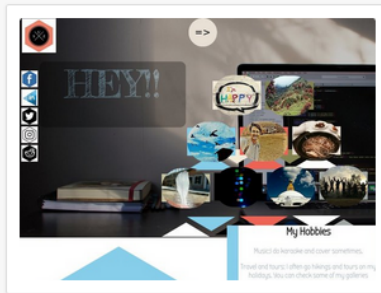 =>
HEY!!
I'm
HAPPY
My Hobbies
Music:I do karaoke and cover sometimes.
Travel and tours: I often go hikings and tours on my
holidays. You can check some of my galleries